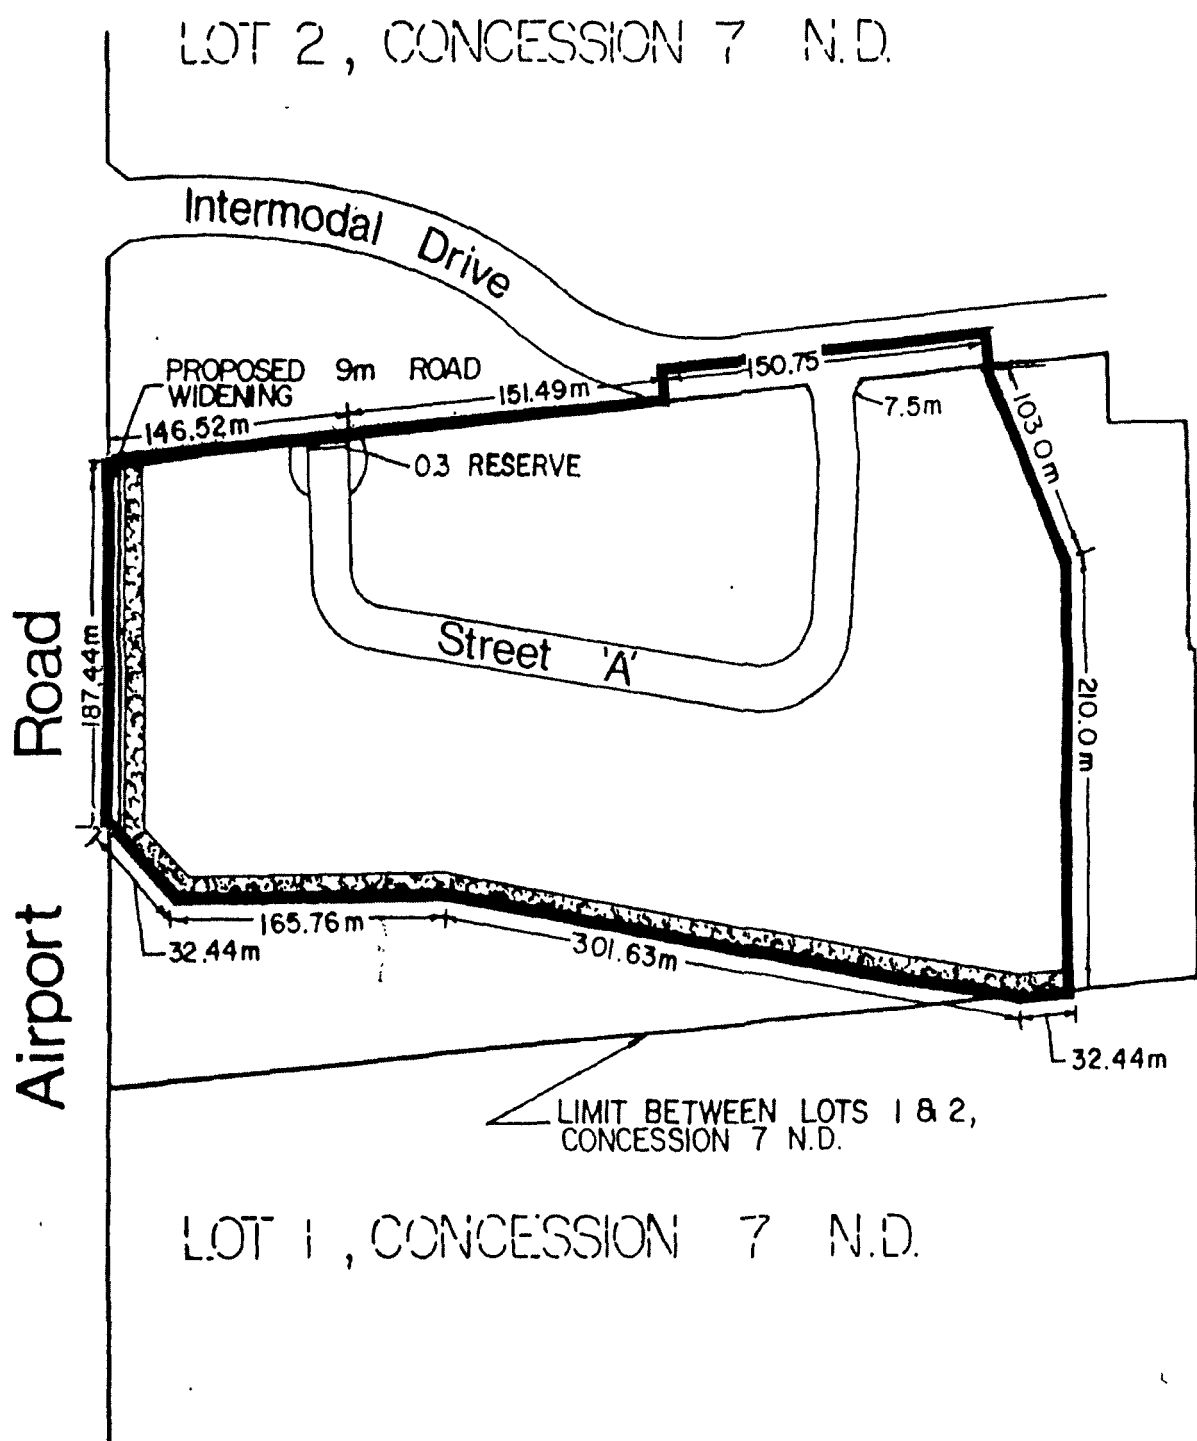 LOT 2, CONCESSION 7 N.D.
Intermodal Drive
PROPOSED 9m ROAD
WIDENING
150.75
151.49m
146.52m
7.5m
103.0m
0.3 RESERVE
Street 'A'
187.44m
210.0m
Airport Road
165.76m
32.44m
301.63m
32.44m
LIMIT BETWEEN LOTS 1 & 2,
CONCESSION 7 N.D.
LOT 1, CONCESSION 7 N.D.